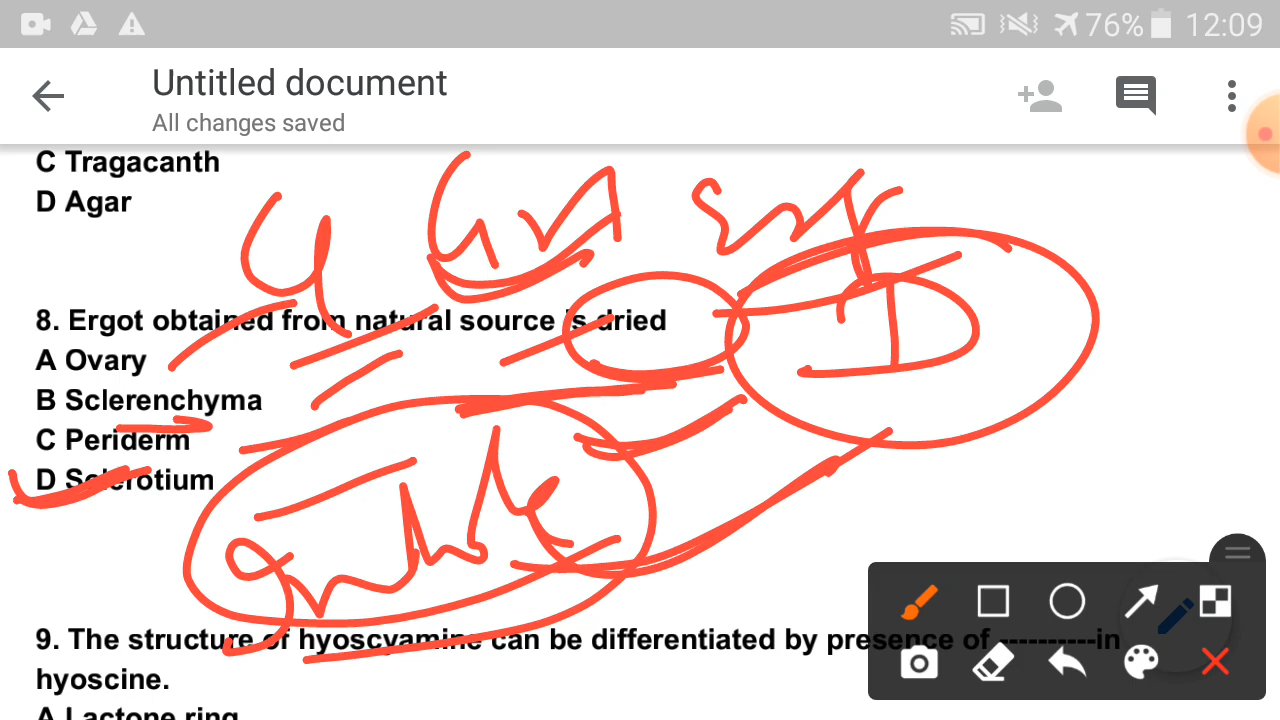 76% 12:09
Untitled document
All changes saved
C Tragacanth
D Agar
8. Ergot obtained from natural source is dried
A Ovary
B Sclerenchyma
C Periderm
D Sclerotium
D
9. The structure of hyoscyamine can be differentiated by presence of ----------in
hyoscine.
A Lactone ring